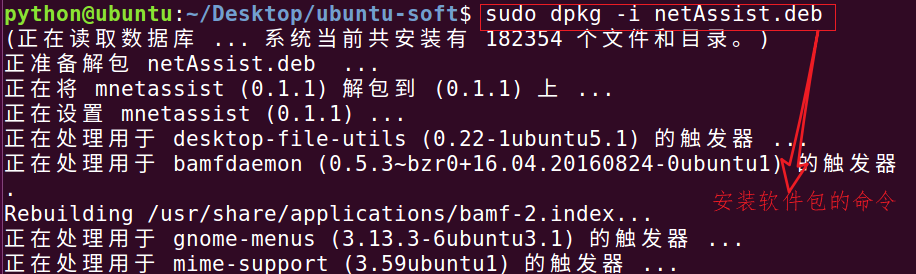 python@ubuntu:~/Desktop/ubuntu-soft$ sudo dpkg -i netAssist.deb
(正在读取数据库 ... 系统当前共安装有 182354 个文件和目录。)
正准备解包 netAssist.deb  ...
正在将 mnetassist (0.1.1) 解包到 (0.1.1) 上 ...
正在设置 mnetassist (0.1.1) ...
正在处理用于 desktop-file-utils (0.22-1ubuntu5.1) 的触发器 ...
正在处理用于 bamfdaemon (0.5.3~bzr0+16.04.20160824-0ubuntu1) 的触发器
.
安装软件包的命令
Rebuilding /usr/share/applications/bamf-2.index...
正在处理用于 gnome-menus (3.13.3-6ubuntu3.1) 的触发器 ...
正在处理用于 mime-support (3.59ubuntu1) 的触发器 ...